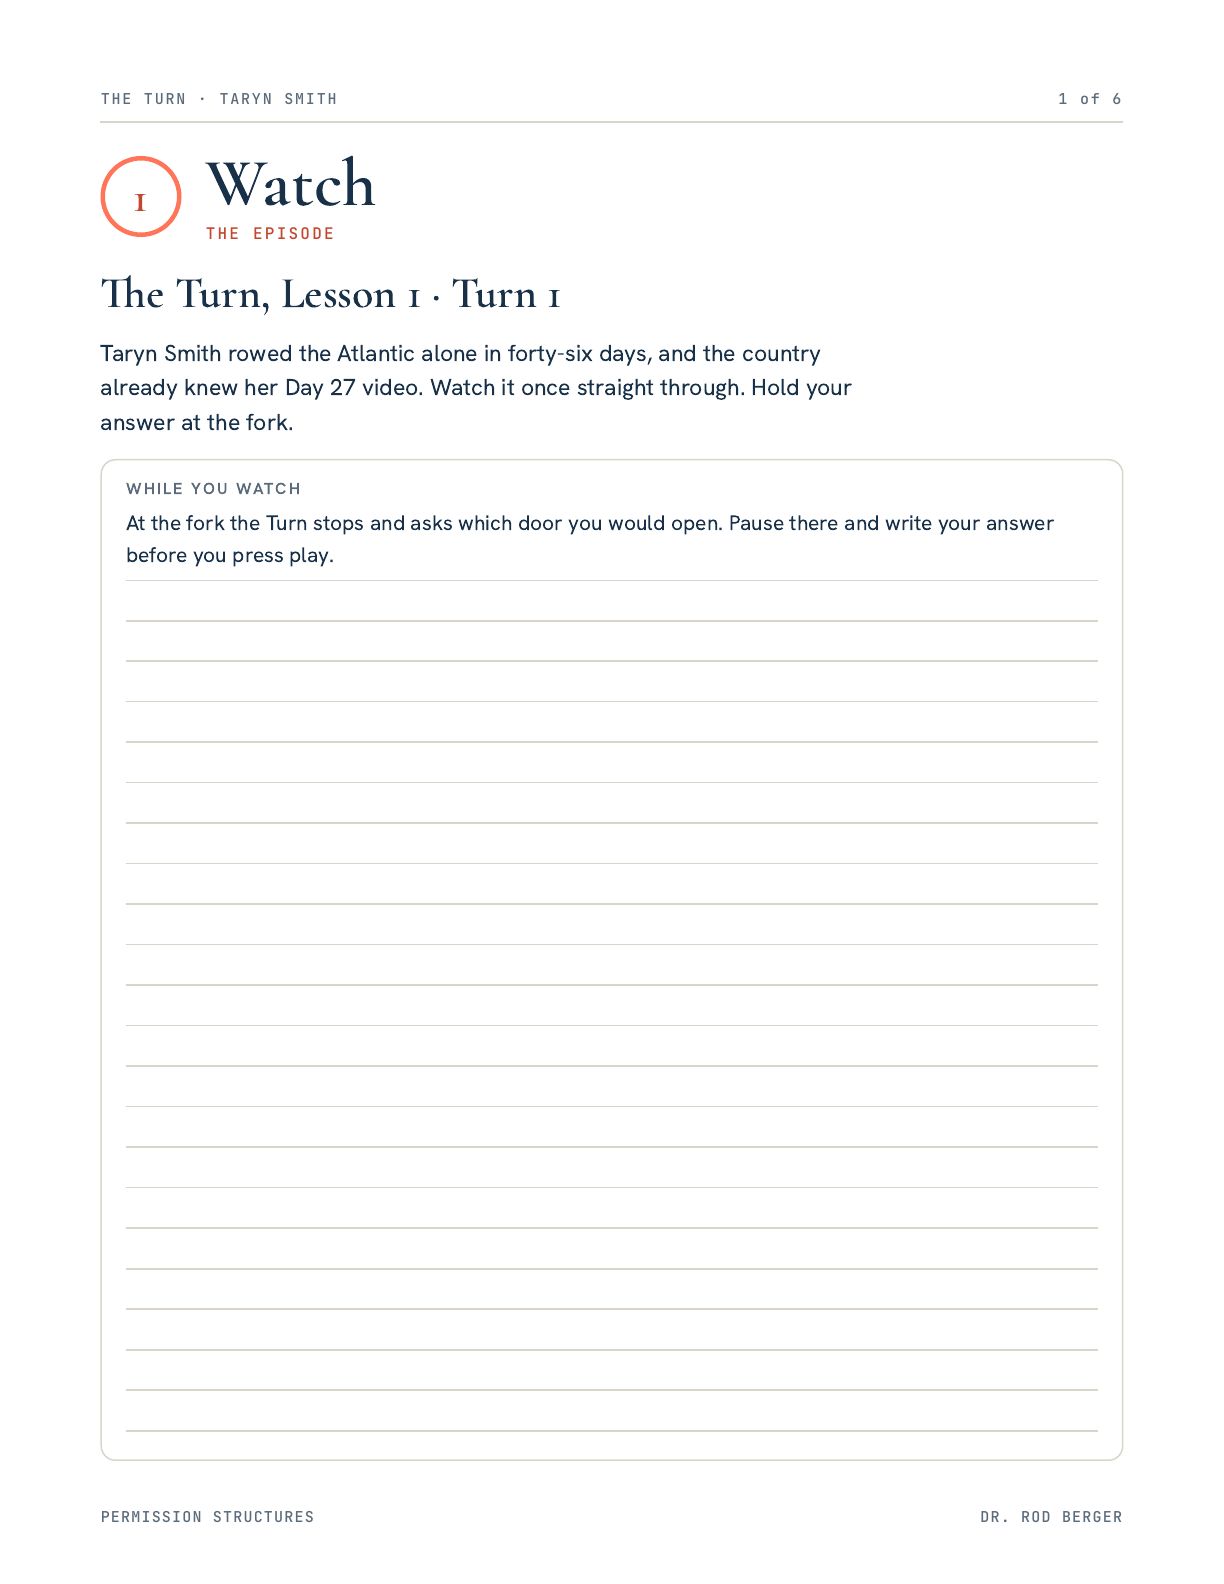 THE TURN · TARYN SMITH
1 of 6
1
Watch
THE EPISODE
The Turn, Lesson 1 · Turn 1
Taryn Smith rowed the Atlantic alone in forty-six days, and the country
already knew her Day 27 video. Watch it once straight through. Hold your
answer at the fork.
WHILE YOU WATCH
At the fork the Turn stops and asks which door you would open. Pause there and write your answer
before you press play.
PERMISSION STRUCTURES
DR. ROD BERGER